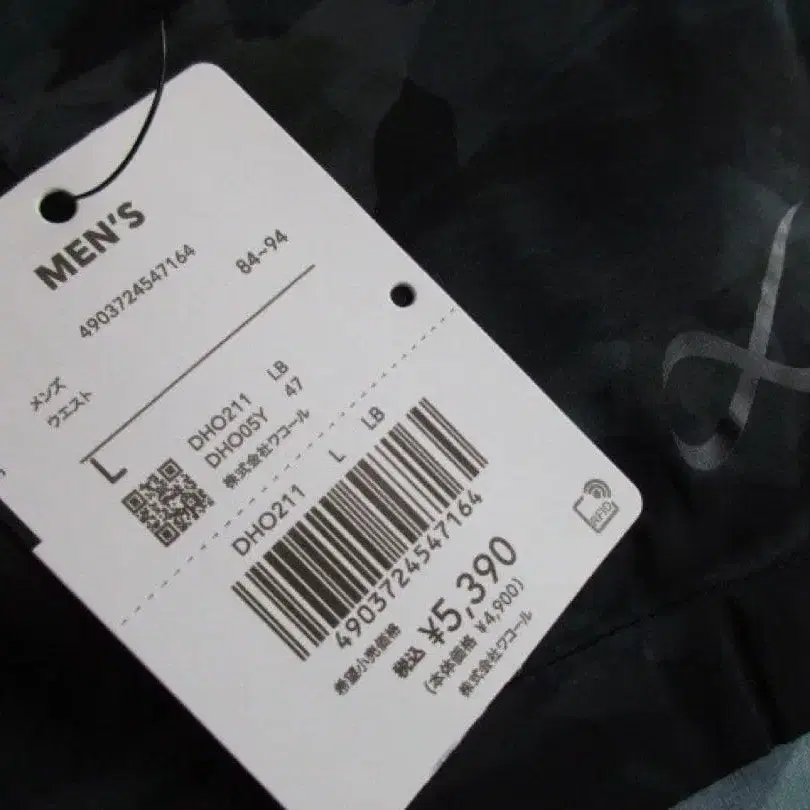 MEN'S
4903724547164
メンズ
ウエスト 84~94
L
DHO211 LB
DHO05Y 47
株式会社ワコール
DHO211 L LB
4903724547164
希望小売価格
税込 ¥5,390
(本体価格 ¥4,900)
株式会社ワコール
RFID